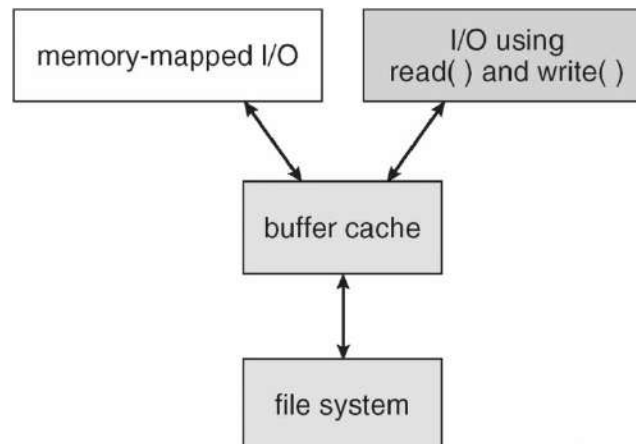 memory-mapped I/O
I/O using
read( ) and write( )
buffer cache
file system